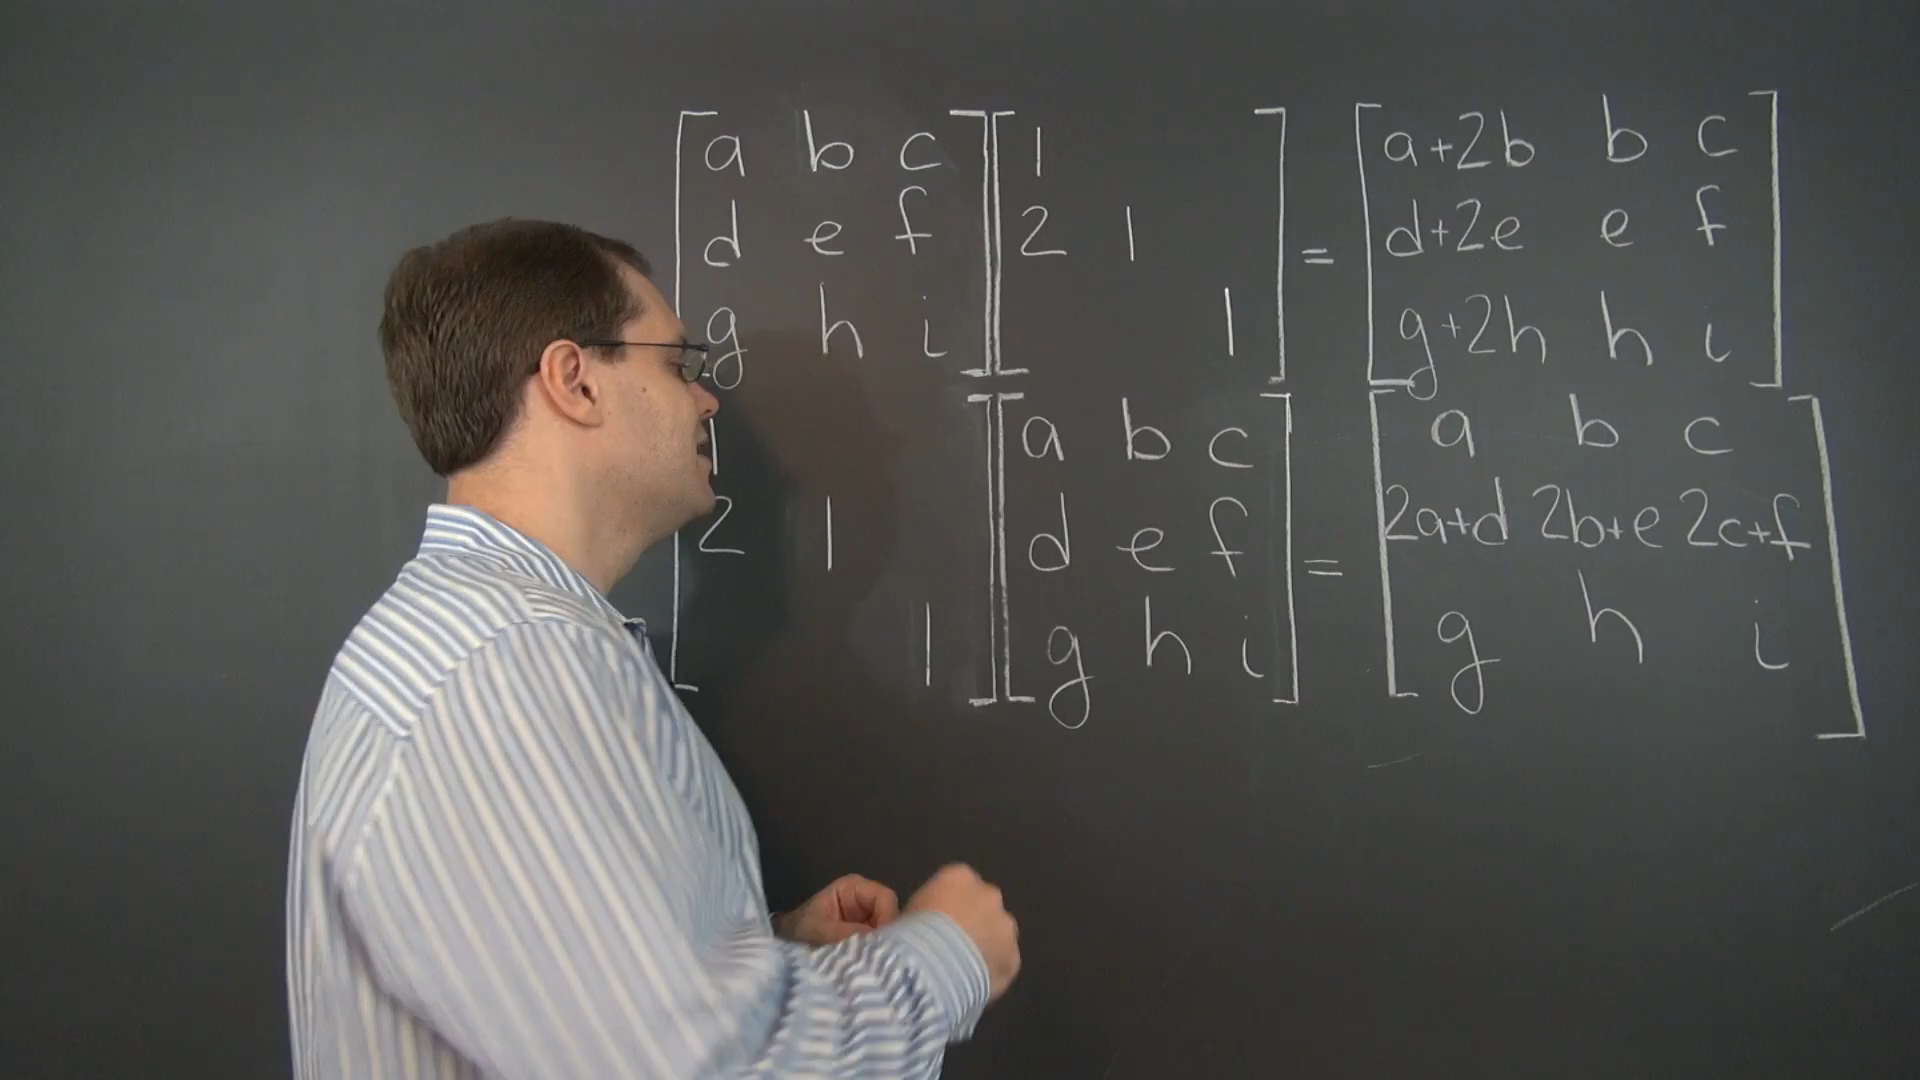 a b c 1 a+2b b c
d e f 2 1 = d+2e e f
g h i 1 g+2h h i
1 a b c a b c
2 1 d e f = 2a+d 2b+e 2c+f
1 g h i g h i